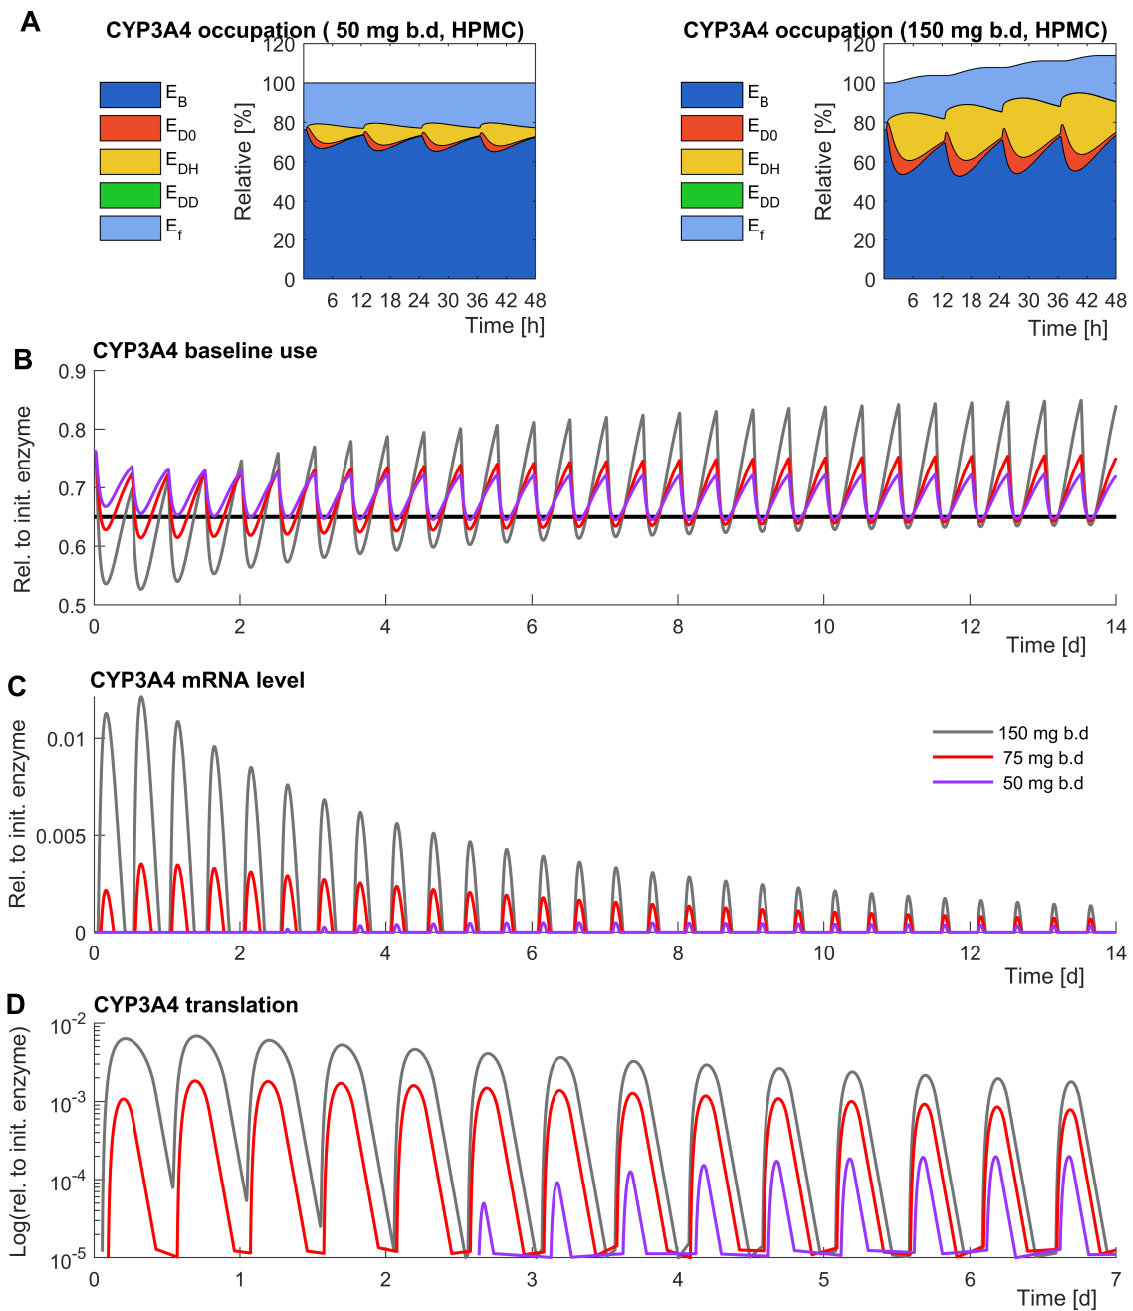 A
CYP3A4 occupation ( 50 mg b.d, HPMC)
E_B
E_D0
E_DH
E_DD
E_f
Relative [%]
120
100
80
60
40
20
0
6 12 18 24 30 36 42 48
Time [h]
CYP3A4 occupation (150 mg b.d, HPMC)
E_B
E_D0
E_DH
E_DD
E_f
Relative [%]
120
100
80
60
40
20
0
6 12 18 24 30 36 42 48
Time [h]
B
CYP3A4 baseline use
Rel. to init. enzyme
0.9
0.8
0.7
0.6
0.5
0 2 4 6 8 10 12 14
Time [d]
C
CYP3A4 mRNA level
Rel. to init. enzyme
0.01
0.005
0
150 mg b.d
75 mg b.d
50 mg b.d
0 2 4 6 8 10 12 14
Time [d]
D
CYP3A4 translation
Log(rel. to init. enzyme)
10^-2
10^-3
10^-4
10^-5
0 1 2 3 4 5 6 7
Time [d]